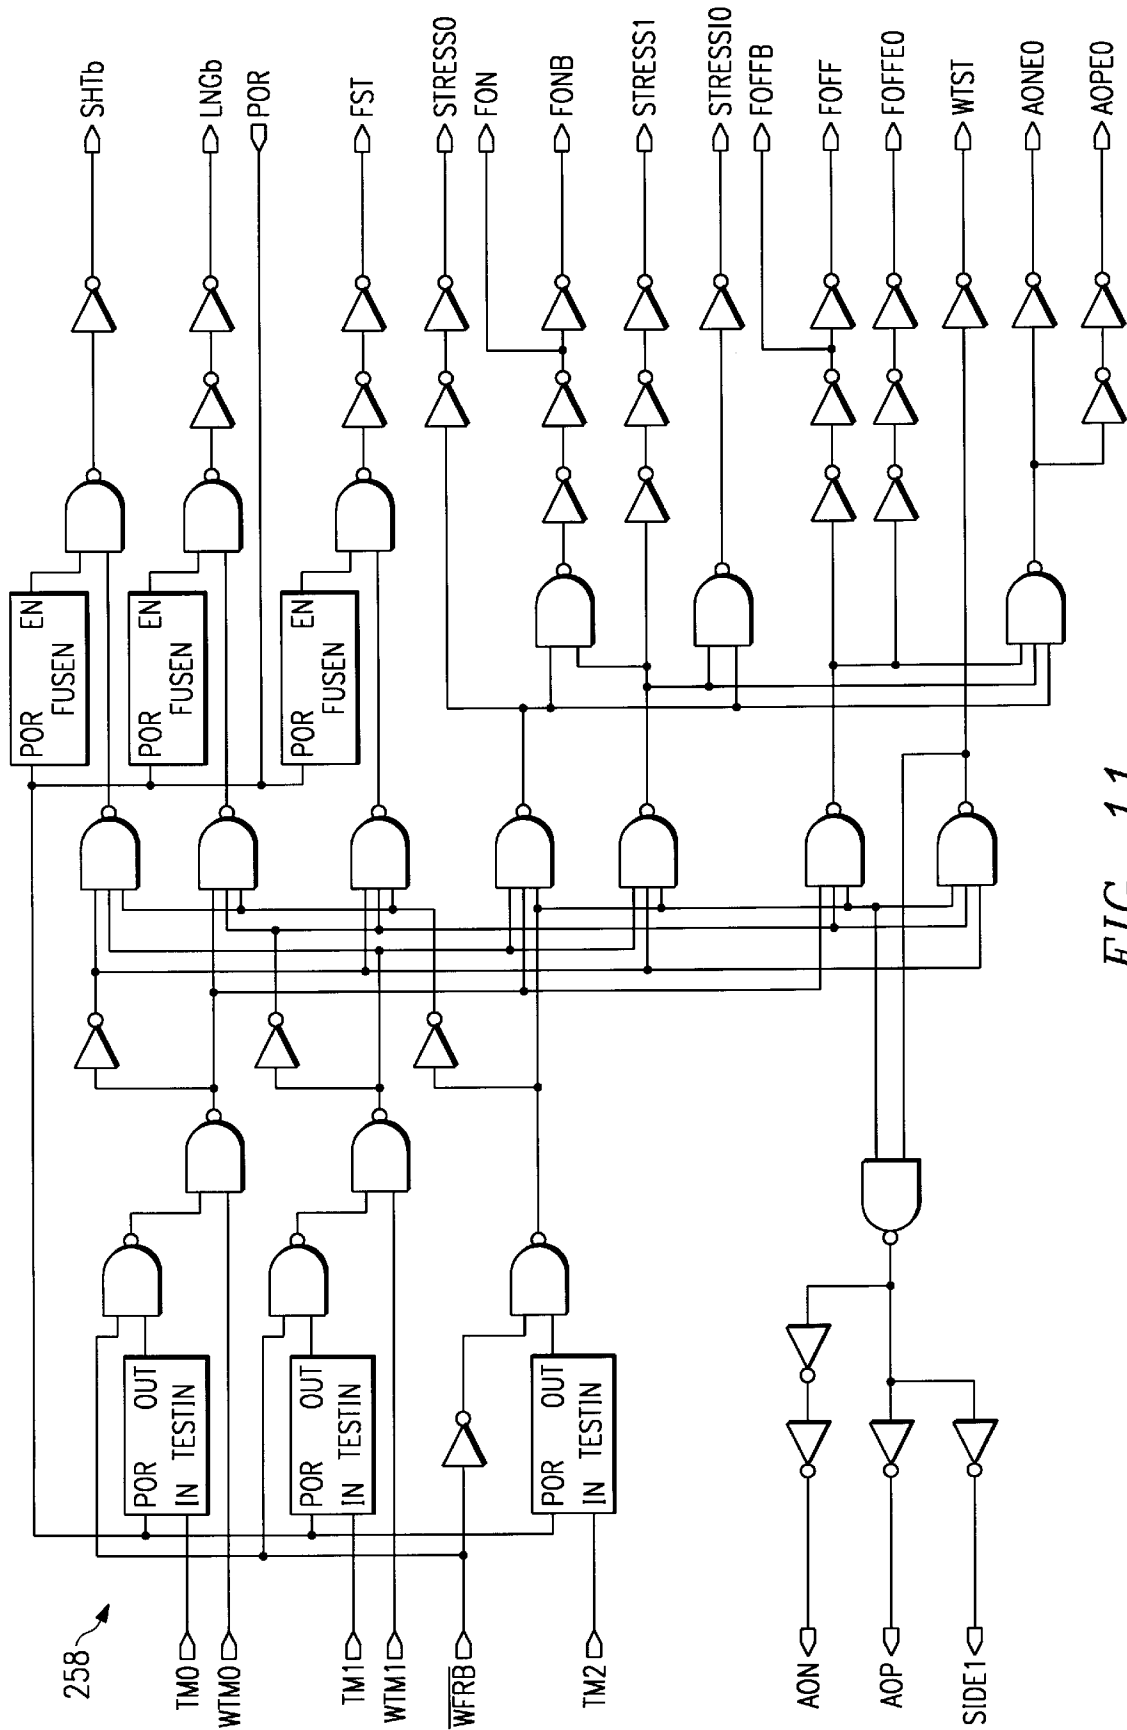 258
TM0
WTM0
TM1
WTM1
WFRB
TM2
POR OUT
IN TESTIN
POR OUT
IN TESTIN
POR OUT
IN TESTIN
POR EN
FUSEN
POR EN
FUSEN
POR EN
FUSEN
SHTb
LNGb
POR
FST
STRESS0
FON
FONB
STRESS1
STRESSI0
FOFFB
FOFF
FOFFE0
WTST
AONE0
AOPE0
AON
AOP
SIDE1
FIG. 11